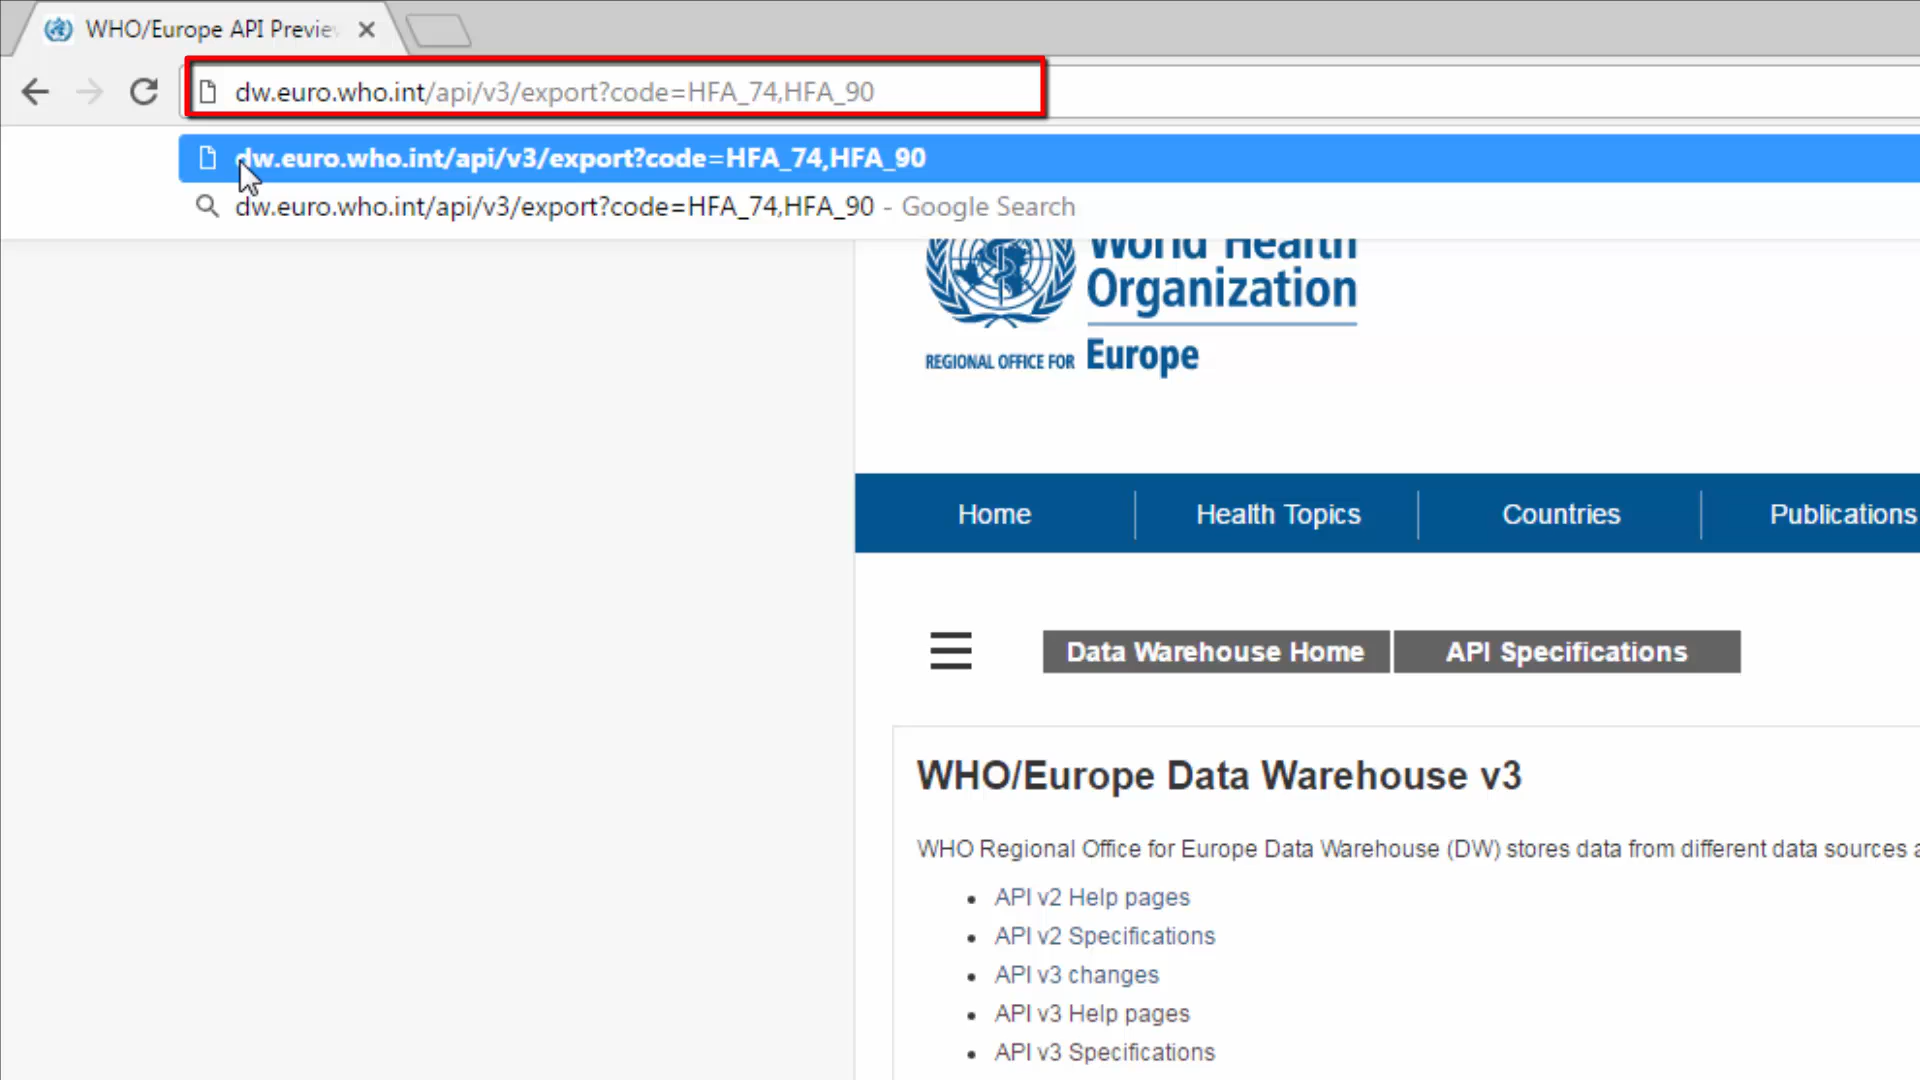 WHO/Europe API Previe
dw.euro.who.int/api/v3/export?code=HFA_74,HFA_90
dw.euro.who.int/api/v3/export?code=HFA_74,HFA_90
dw.euro.who.int/api/v3/export?code=HFA_74,HFA_90 - Google Search
World Health
Organization
REGIONAL OFFICE FOR Europe
Home Health Topics Countries Publications
Data Warehouse Home API Specifications
WHO/Europe Data Warehouse v3
WHO Regional Office for Europe Data Warehouse (DW) stores data from different data sources a
• API v2 Help pages
• API v2 Specifications
• API v3 changes
• API v3 Help pages
• API v3 Specifications